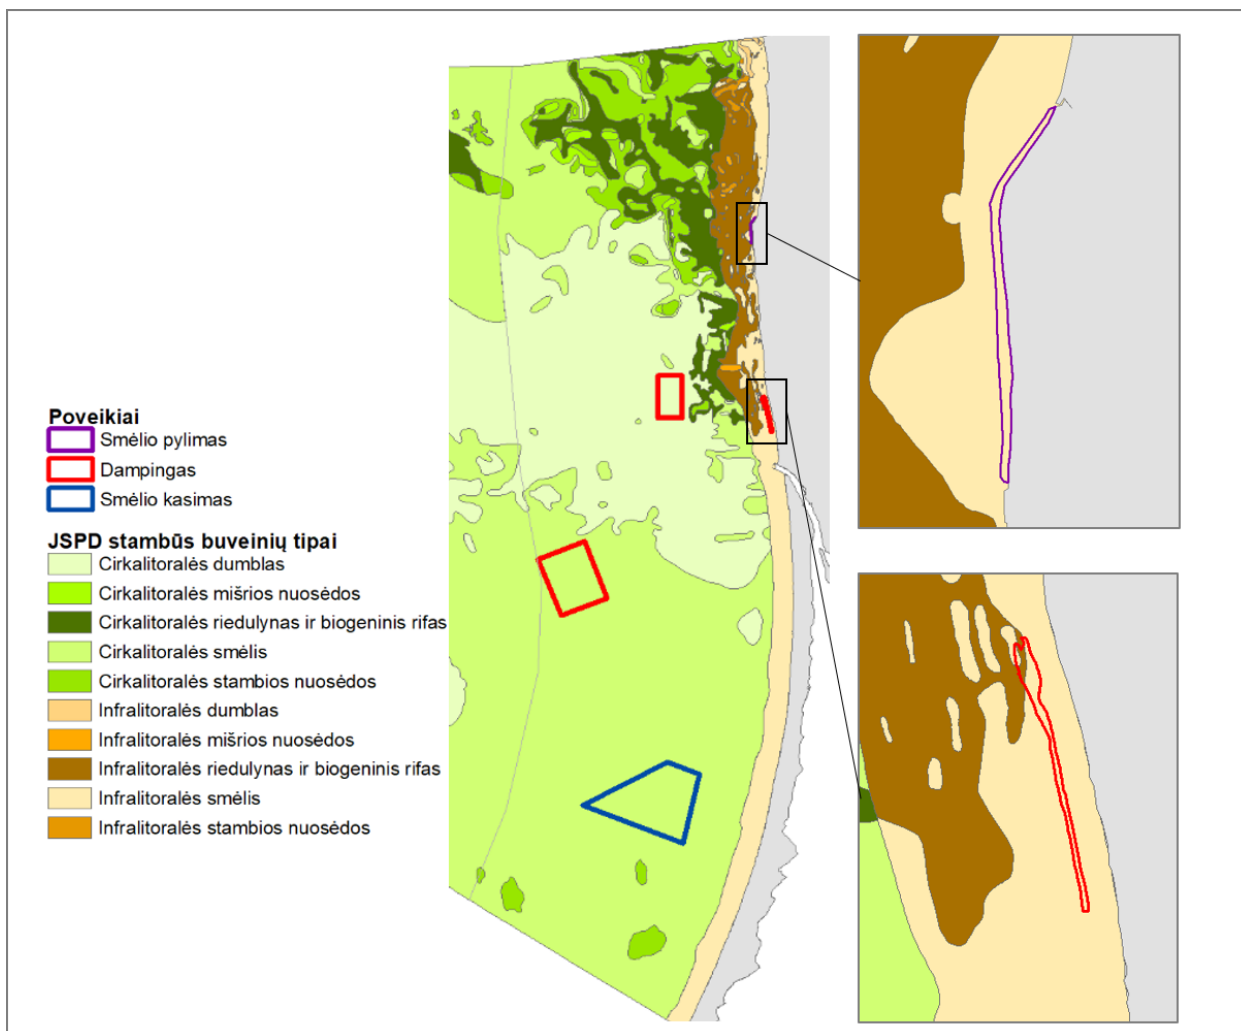 Poveikiai
Smėlio pylimas
Dampingas
Smėlio kasimas
JSPD stambūs buveinių tipai
Cirkalitoralės dumblas
Cirkalitoralės mišrios nuosėdos
Cirkalitoralės riedulynas ir biogeninis rifas
Cirkalitoralės smėlis
Cirkalitoralės stambios nuosėdos
Infralitoralės dumblas
Infralitoralės mišrios nuosėdos
Infralitoralės riedulynas ir biogeninis rifas
Infralitoralės smėlis
Infralitoralės stambios nuosėdos